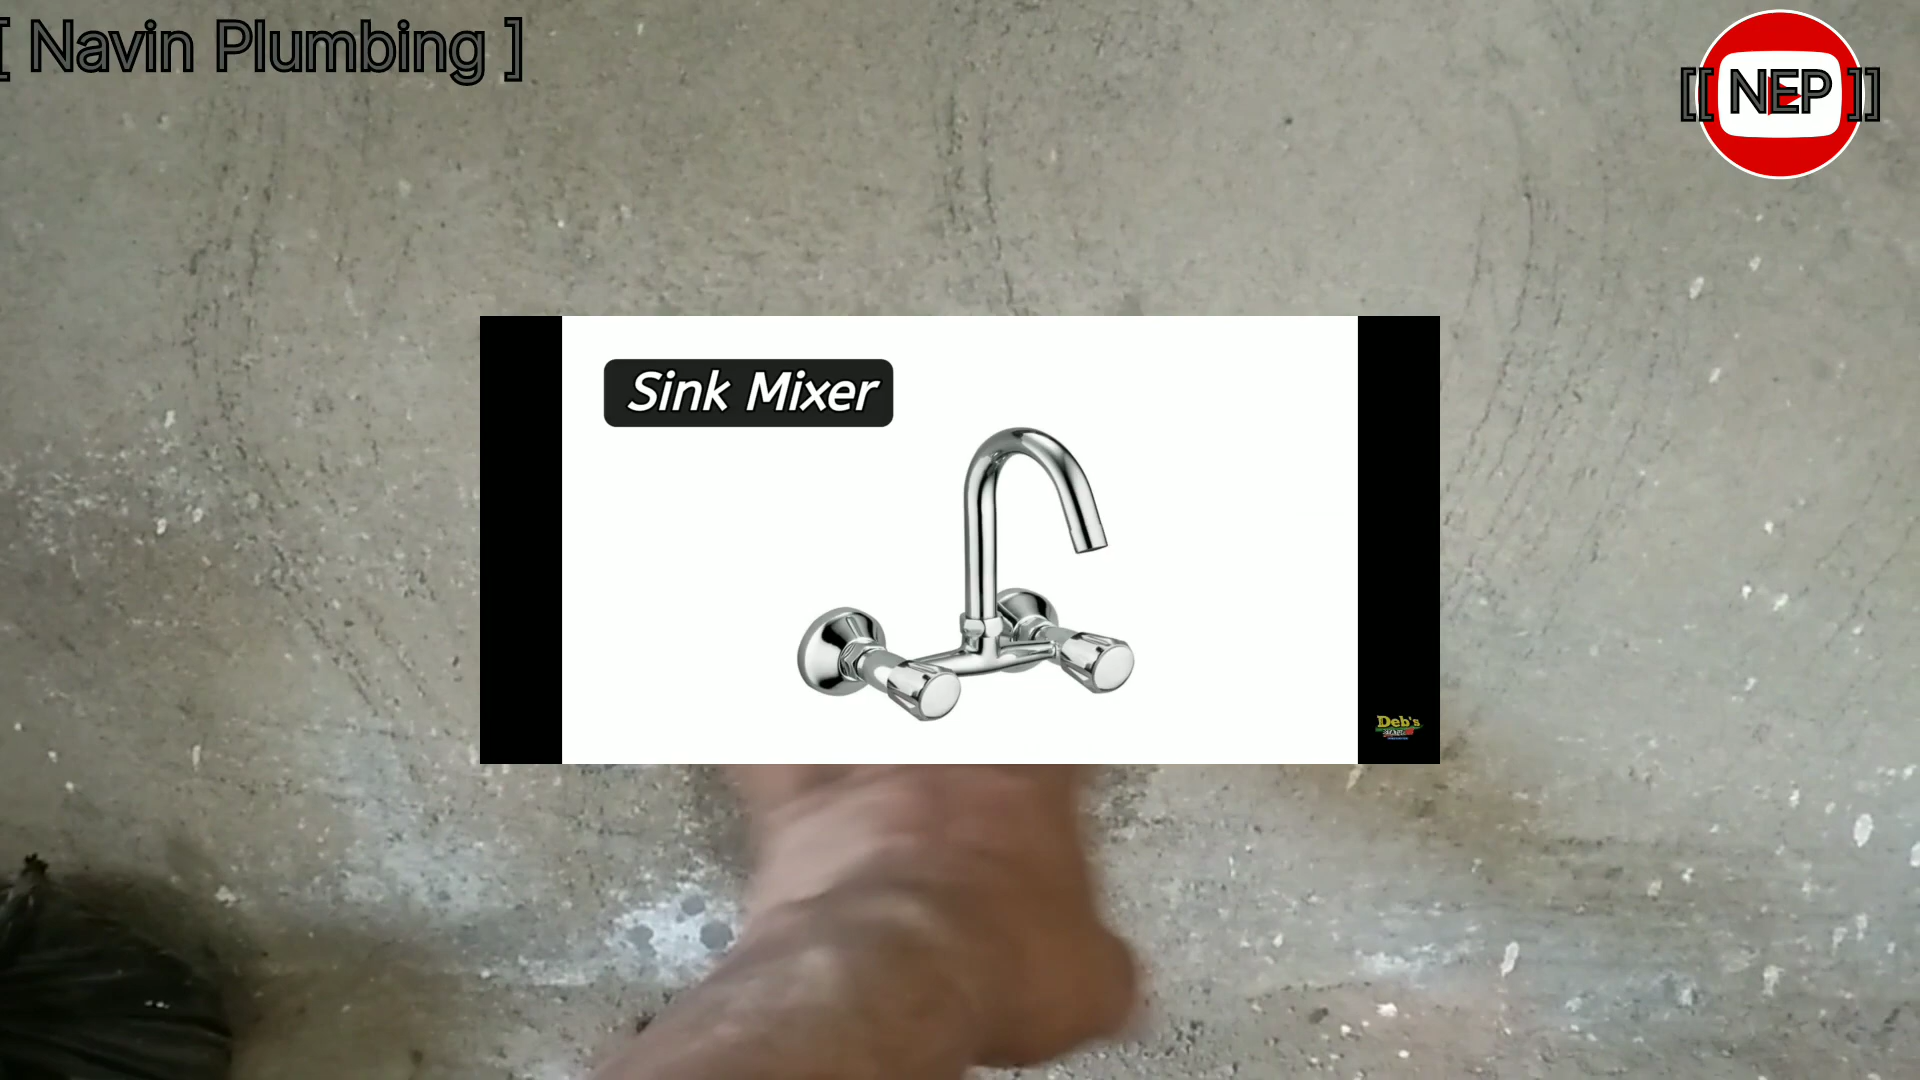 [ Navin Plumbing ]
[[ NEP ]]
Sink Mixer
Deb's